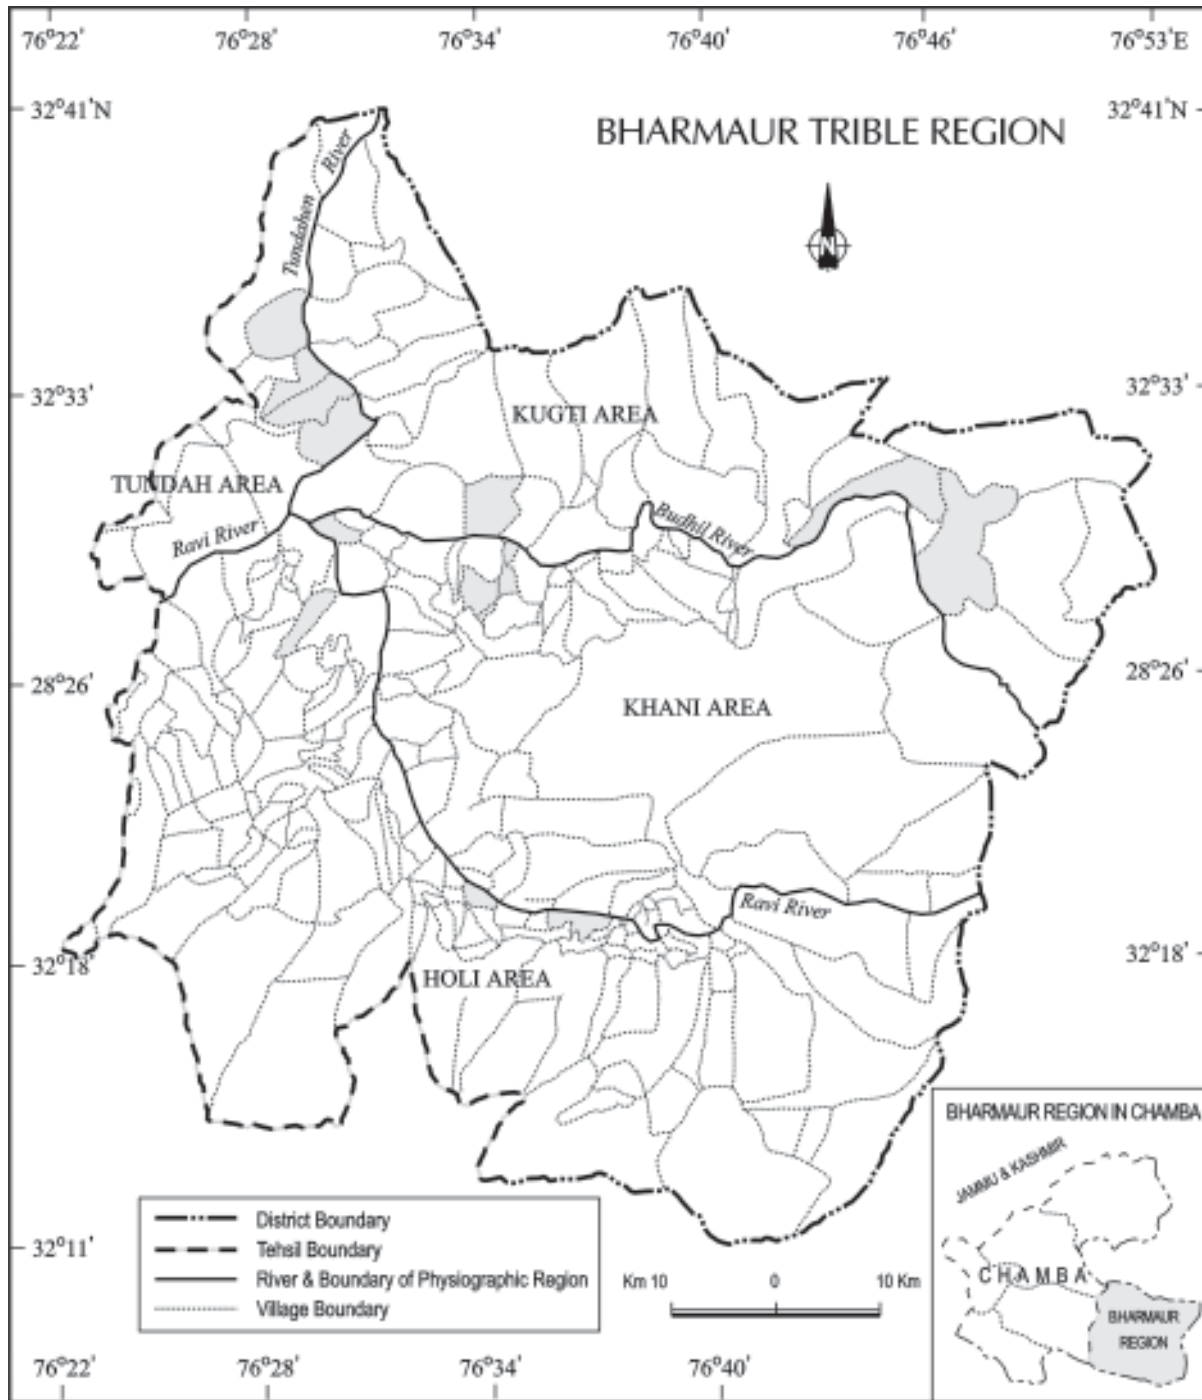 76°22' 76°28' 76°34' 76°40' 76°46' 76°53'E
32°41'N 32°41'N
BHARMAUR TRIBLE REGION
Tundahen River
N
32°33' 32°33'
KUGTI AREA
TUNDAH AREA
Ravi River
Budhil River
28°26' 28°26'
KHANI AREA
Ravi River
32°18' 32°18'
HOLI AREA
BHARMAUR REGION IN CHAMBA
JAMMU & KASHMIR
CHAMBA
BHARMAUR
REGION
District Boundary
Tehsil Boundary
River & Boundary of Physiographic Region
Village Boundary
32°11'
Km 10 0 10 Km
76°22' 76°28' 76°34' 76°40'